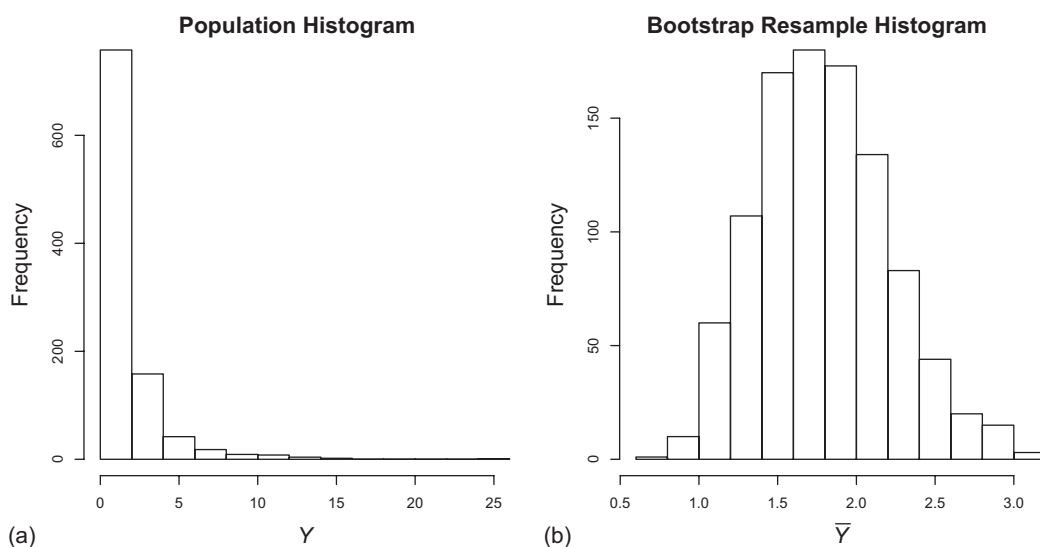 Population Histogram
Frequency
600
400
200
0
0 5 10 15 20 25
Y
(a)
Bootstrap Resample Histogram
Frequency
150
100
50
0
0.5 1.0 1.5 2.0 2.5 3.0
Y̅
(b)